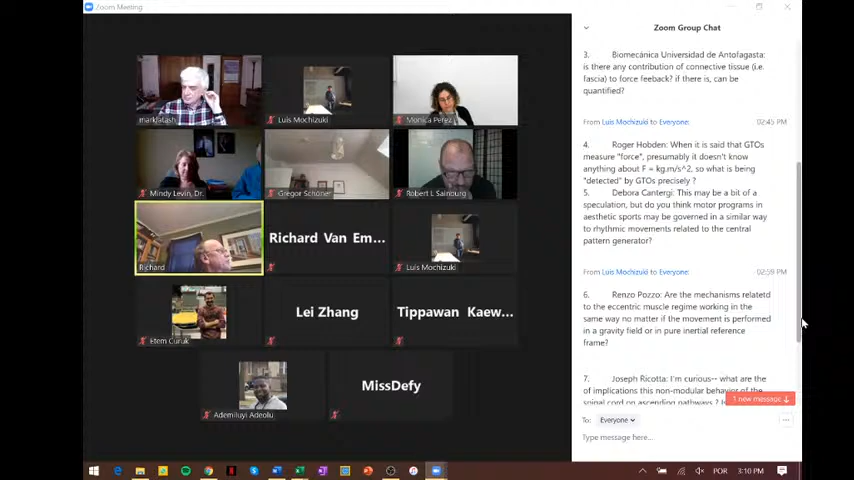 Zoom Meeting
Zoom Group Chat
markllatash
Luis Mochizuki
Monica Perez
Mindy Levin, Dr.
Gregor Schöner
Robert L Sainburg
Richard
Richard Van Em...
Luis Mochizuki
Etem Curuk
Lei Zhang
Tippawan Kaew...
Ademiluyi Adeolu
MissDefy
3. Biomecánica Universidad de Antofagasta:
is there any contribution of connective tissue (i.e.
fascia) to force feeback? if there is, can be
quantified?
From Luis Mochizuki to Everyone: 02:45 PM
4. Roger Hobden: When it is said that GTOs
measure "force", presumably it doesn't know
anything about F = kg.m/s^2, so what is being
"detected" by GTOs precisely ?
5. Debora Cantergi: This may be a bit of a
speculation, but do you think motor programs in
aesthetic sports may be governed in a similar way
to rhythmic movements related to the central
pattern generator?
From Luis Mochizuki to Everyone: 02:59 PM
6. Renzo Pozzo: Are the mechanisms relatetd
to the eccentric muscle regime working in the
same way no matter if the movement is performed
in a gravity field or in pure inertial reference
frame?
7. Joseph Ricotta: I'm curious-- what are the
of implications this non-modular behavior of the
spinal cord on ascending pathways ? Is
1 new message
To: Everyone
Type message here...
POR 3:10 PM